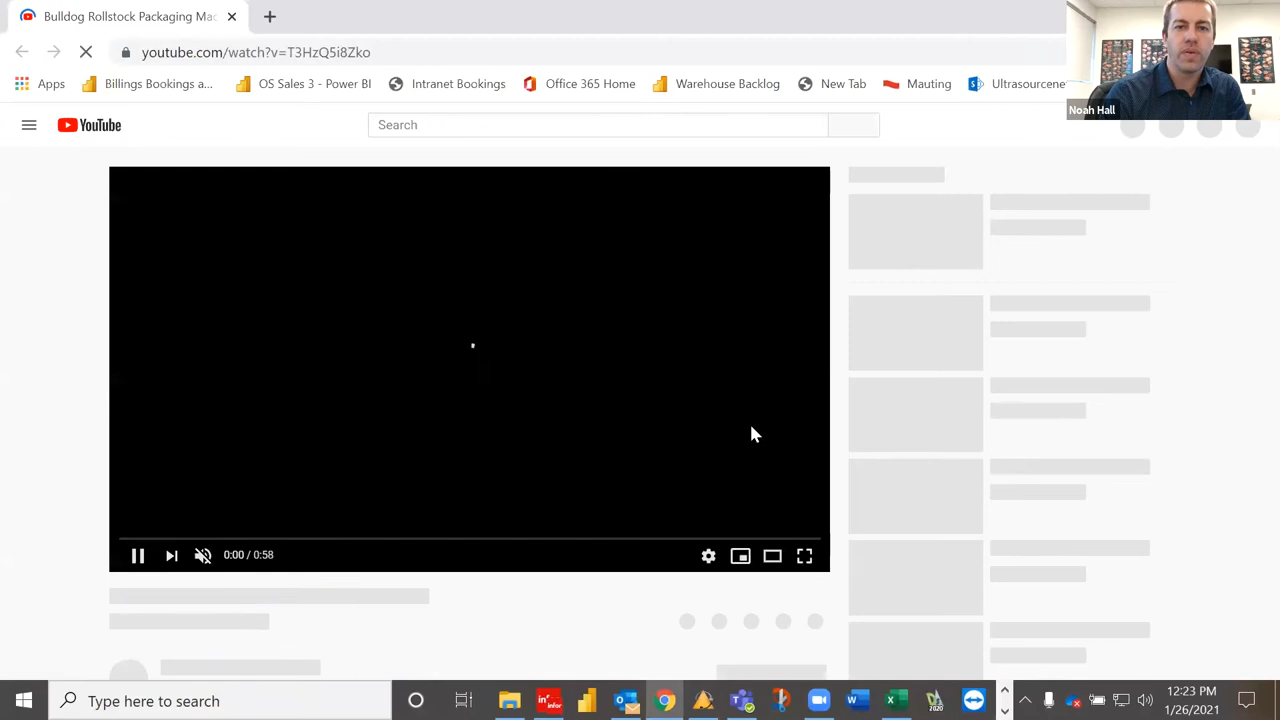 Bulldog Rollstock Packaging Mac
youtube.com/watch?v=T3HzQ5i8Zko
Apps Billings Bookings a... OS Sales 3 - Power BI Intranet Bookings Office 365 Home Warehouse Backlog New Tab Mauting Ultrasourcene
Noah Hall
YouTube Search
0:00 / 0:58
Type here to search
infor
2020
12:23 PM
1/26/2021